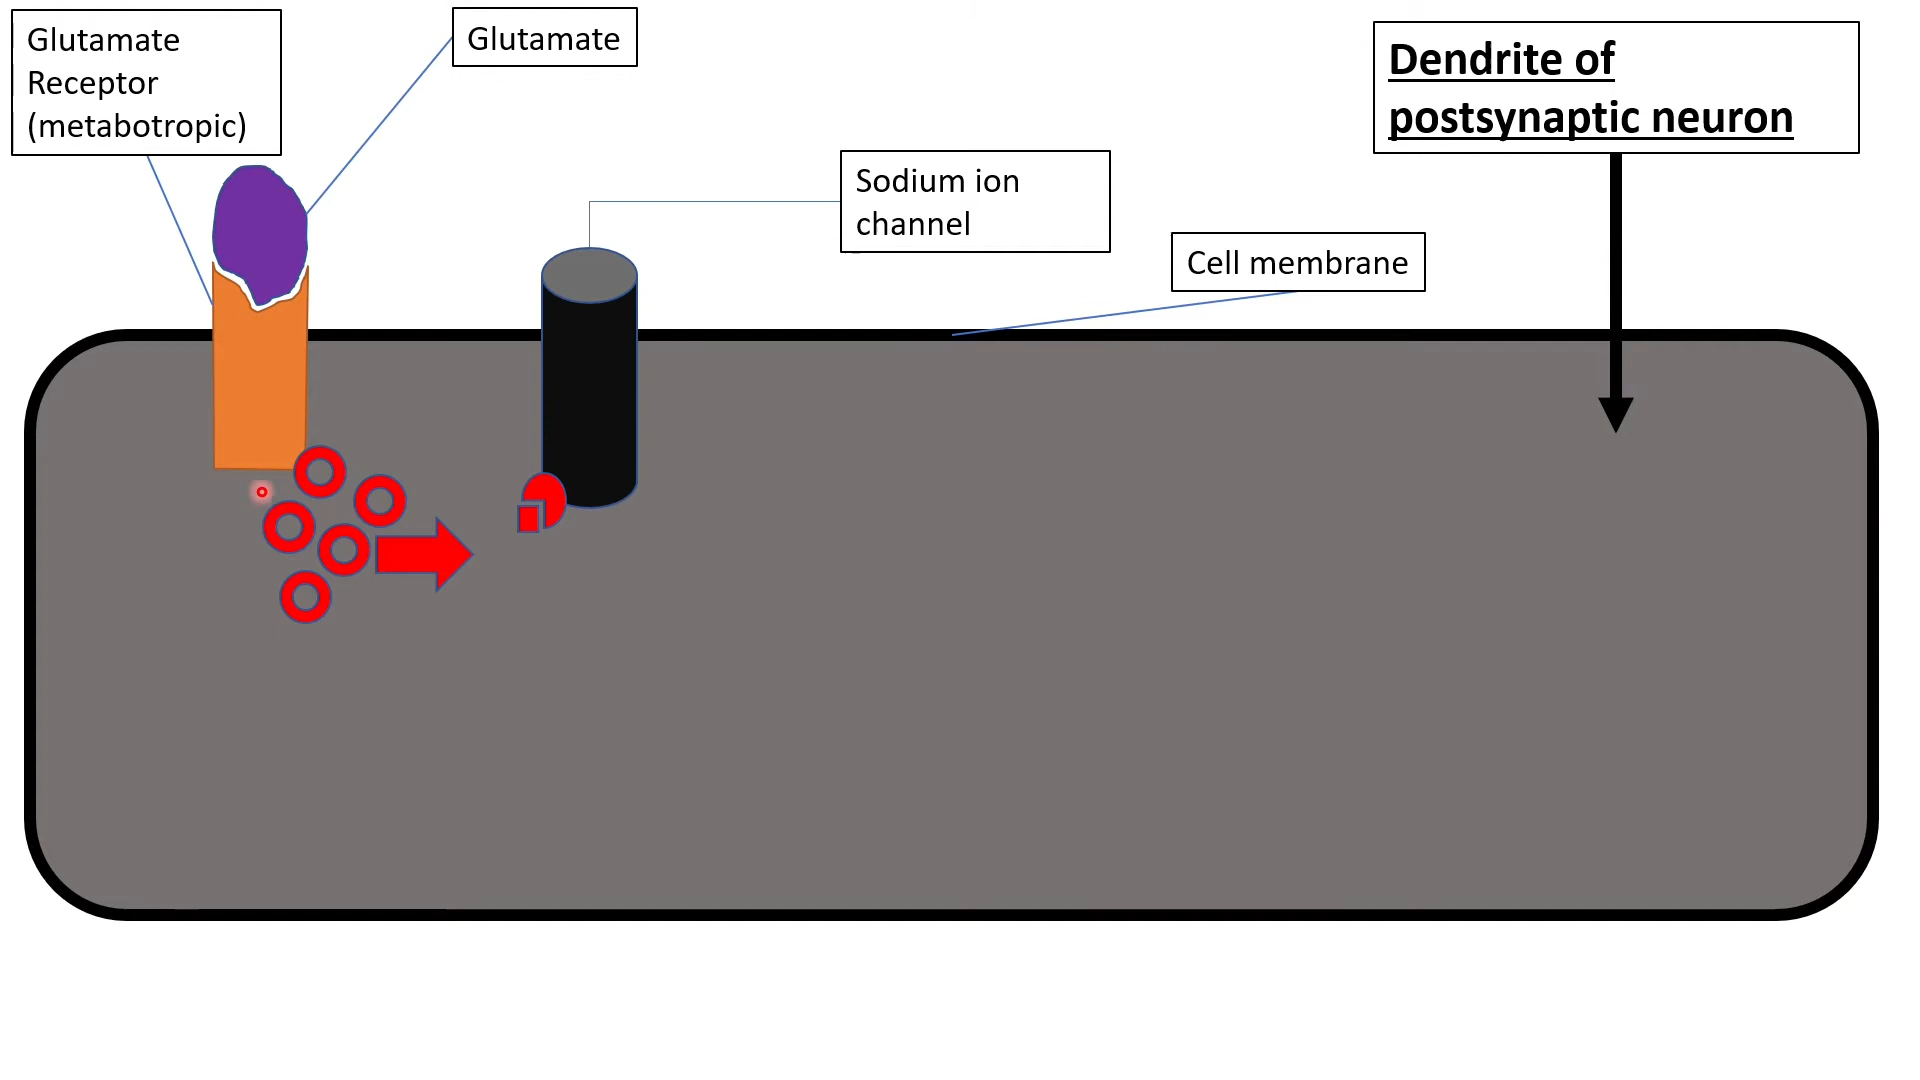 Glutamate
Receptor
(metabotropic)
Glutamate
Dendrite of
postsynaptic neuron
Sodium ion
channel
Cell membrane